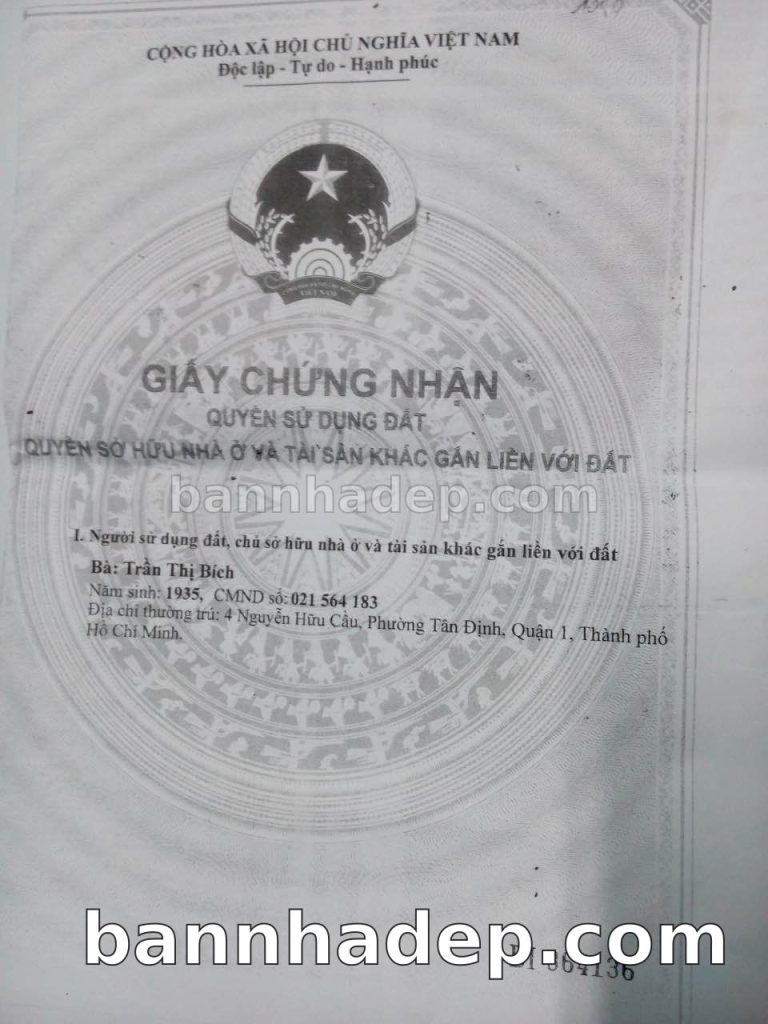 CỘNG HÒA XÃ HỘI CHỦ NGHĨA VIỆT NAM
Độc lập - Tự do - Hạnh phúc
VIỆT NAM
GIẤY CHỨNG NHẬN
QUYỀN SỬ DỤNG ĐẤT
QUYỀN SỞ HỮU NHÀ Ở VÀ TÀI SẢN KHÁC GẮN LIỀN VỚI ĐẤT
bannhadep.com
I. Người sử dụng đất, chủ sở hữu nhà ở và tài sản khác gắn liền với đất
Bà: Trần Thị Bích
Năm sinh: 1935, CMND số: 021 564 183
Địa chỉ thường trú: 4 Nguyễn Hữu Cầu, Phường Tân Định, Quận 1, Thành phố
Hồ Chí Minh.
bannhadep.com